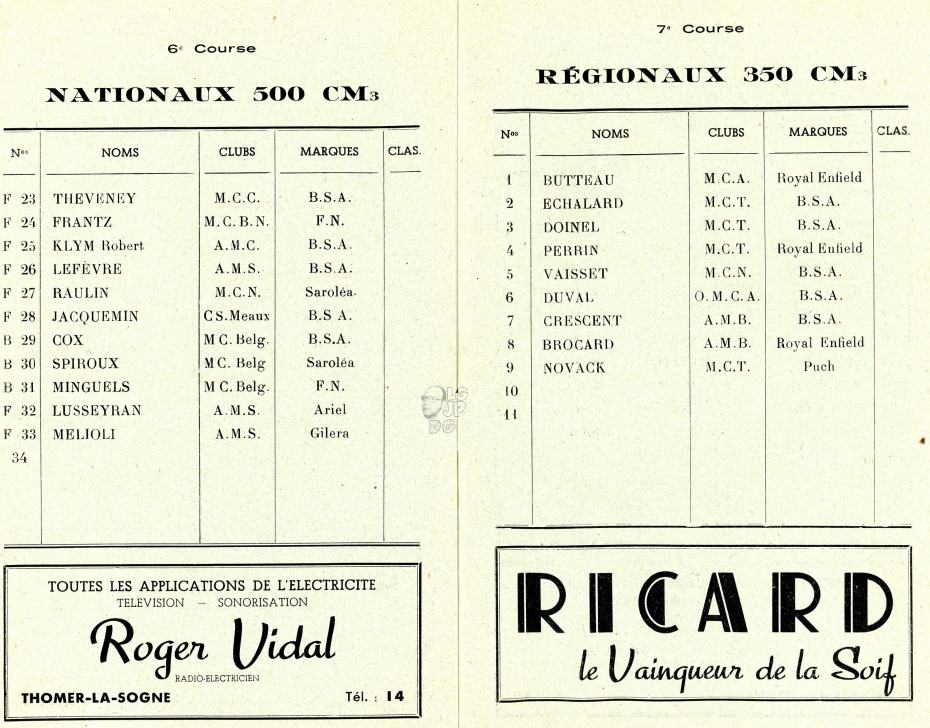 6e Course
NATIONAUX 500 CM3
Nos NOMS CLUBS MARQUES CLAS.
F 23 THEVENEY M.C.C. B.S.A.
F 24 FRANTZ M.C.B.N. F.N.
F 25 KLYM Robert A.M.C. B.S.A.
F 26 LEFÈVRE A.M.S. B.S.A.
F 27 RAULIN M.C.N. Saroléa.
F 28 JACQUEMIN CS.Meaux B.S A.
B 29 COX M C. Belg. B.S.A.
B 30 SPIROUX M C. Belg Saroléa
B 31 MINGUELS M C. Belg. F.N.
F 32 LUSSEYRAN A.M.S. Ariel
F 33 MELIOLI A.M.S. Gilera
34
TOUTES LES APPLICATIONS DE L'ELECTRICITE
TELEVISION — SONORISATION
Roger Vidal
RADIO-ELECTRICIEN
THOMER-LA-SOGNE Tél. : 14
7e Course
RÉGIONAUX 350 CM3
Nos NOMS CLUBS MARQUES CLAS.
1 BUTTEAU M.C.A. Royal Enfield
2 ECHALARD M.C.T. B.S.A.
3 DOINEL M.C.T. B.S.A.
4 PERRIN M.C.T. Royal Enfield
5 VAISSET M.C.N. B.S.A.
6 DUVAL O.M.C.A. B.S.A.
7 CRESCENT A.M.B. B.S.A.
8 BROCARD A.M.B. Royal Enfield
9 NOVACK M.C.T. Puch
10
11
RICARD
le Vainqueur de la Soif
LG
JP
DG